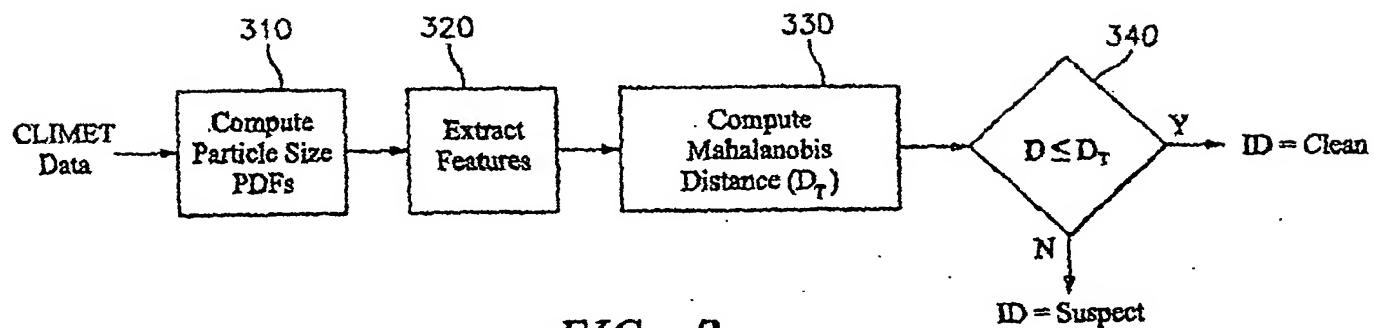 310
320
330
340
CLIMET
Data
Compute
Particle Size
PDFs
Extract
Features
Compute
Mahalanobis
Distance (D_T)
D ≤ D_T
Y
ID = Clean
N
ID = Suspect